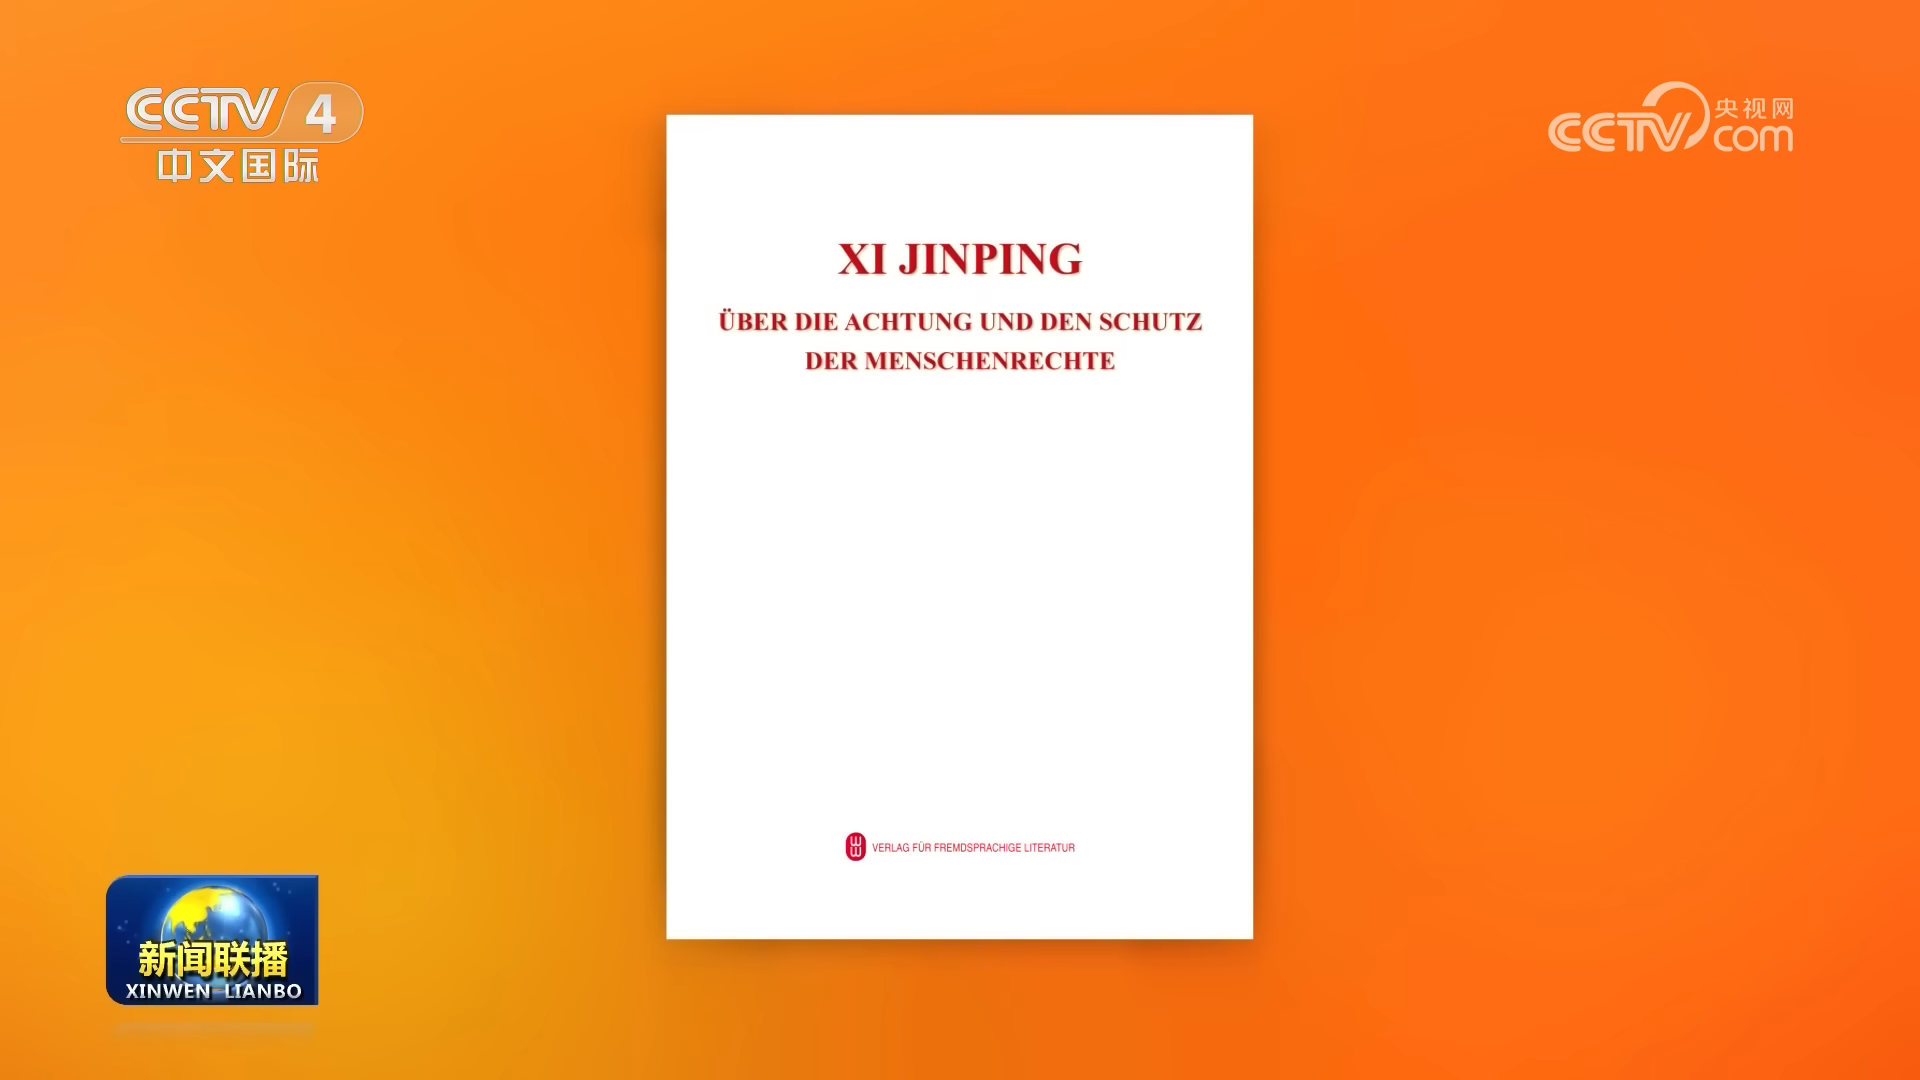 CCTV 4
中文国际
央视网
CCTV com
XI JINPING
ÜBER DIE ACHTUNG UND DEN SCHUTZ
DER MENSCHENRECHTE
VERLAG FÜR FREMDSPRACHIGE LITERATUR
新闻联播
XINWEN LIANBO